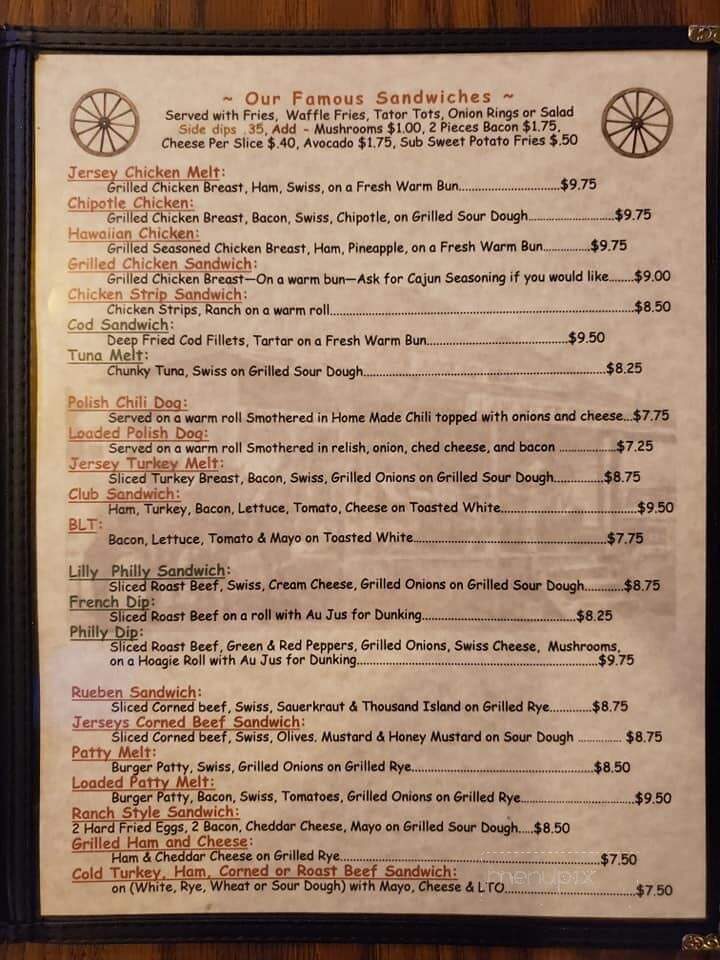 ~ Our Famous Sandwiches ~
Served with Fries, Waffle Fries, Tator Tots, Onion Rings or Salad
Side dips .35, Add - Mushrooms $1.00, 2 Pieces Bacon $1.75,
Cheese Per Slice $.40, Avocado $1.75, Sub Sweet Potato Fries $.50
Jersey Chicken Melt:
Grilled Chicken Breast, Ham, Swiss, on a Fresh Warm Bun..............................$9.75
Chipotle Chicken:
Grilled Chicken Breast, Bacon, Swiss, Chipotle, on Grilled Sour Dough..........................$9.75
Hawaiian Chicken:
Grilled Seasoned Chicken Breast, Ham, Pineapple, on a Fresh Warm Bun..............$9.75
Grilled Chicken Sandwich:
Grilled Chicken Breast—On a warm bun—Ask for Cajun Seasoning if you would like.......$9.00
Chicken Strip Sandwich:
Chicken Strips, Ranch on a warm roll..........................................................................................$8.50
Cod Sandwich:
Deep Fried Cod Fillets, Tartar on a Fresh Warm Bun..........................................$9.50
Tuna Melt:
Chunky Tuna, Swiss on Grilled Sour Dough........................................................................$8.25
Polish Chili Dog:
Served on a warm roll Smothered in Home Made Chili topped with onions and cheese...$7.75
Loaded Polish Dog:
Served on a warm roll Smothered in relish, onion, ched cheese, and bacon .................$7.25
Jersey Turkey Melt:
Sliced Turkey Breast, Bacon, Swiss, Grilled Onions on Grilled Sour Dough...............$8.75
Club Sandwich:
Ham, Turkey, Bacon, Lettuce, Tomato, Cheese on Toasted White.................................................$9.50
BLT:
Bacon, Lettuce, Tomato & Mayo on Toasted White..................................................................$7.75
Lilly Philly Sandwich:
Sliced Roast Beef, Swiss, Cream Cheese, Grilled Onions on Grilled Sour Dough............$8.75
French Dip:
Sliced Roast Beef on a roll with Au Jus for Dunking..............................................$8.25
Philly Dip:
Sliced Roast Beef, Green & Red Peppers, Grilled Onions, Swiss Cheese, Mushrooms,
on a Hoagie Roll with Au Jus for Dunking........................................................................$9.75
Rueben Sandwich:
Sliced Corned beef, Swiss, Sauerkraut & Thousand Island on Grilled Rye.............$8.75
Jerseys Corned Beef Sandwich:
Sliced Corned beef, Swiss, Olives. Mustard & Honey Mustard on Sour Dough .............. $8.75
Patty Melt:
Burger Patty, Swiss, Grilled Onions on Grilled Rye......................................................$8.50
Loaded Patty Melt:
Burger Patty, Bacon, Swiss, Tomatoes, Grilled Onions on Grilled Rye..................................$9.50
Ranch Style Sandwich:
2 Hard Fried Eggs, 2 Bacon, Cheddar Cheese, Mayo on Grilled Sour Dough.....$8.50
Grilled Ham and Cheese:
Ham & Cheddar Cheese on Grilled Rye..............................................................................$7.50
Cold Turkey, Ham, Corned or Roast Beef Sandwich:
on (White, Rye, Wheat or Sour Dough) with Mayo, Cheese & LTO.......................................$7.50
menupix